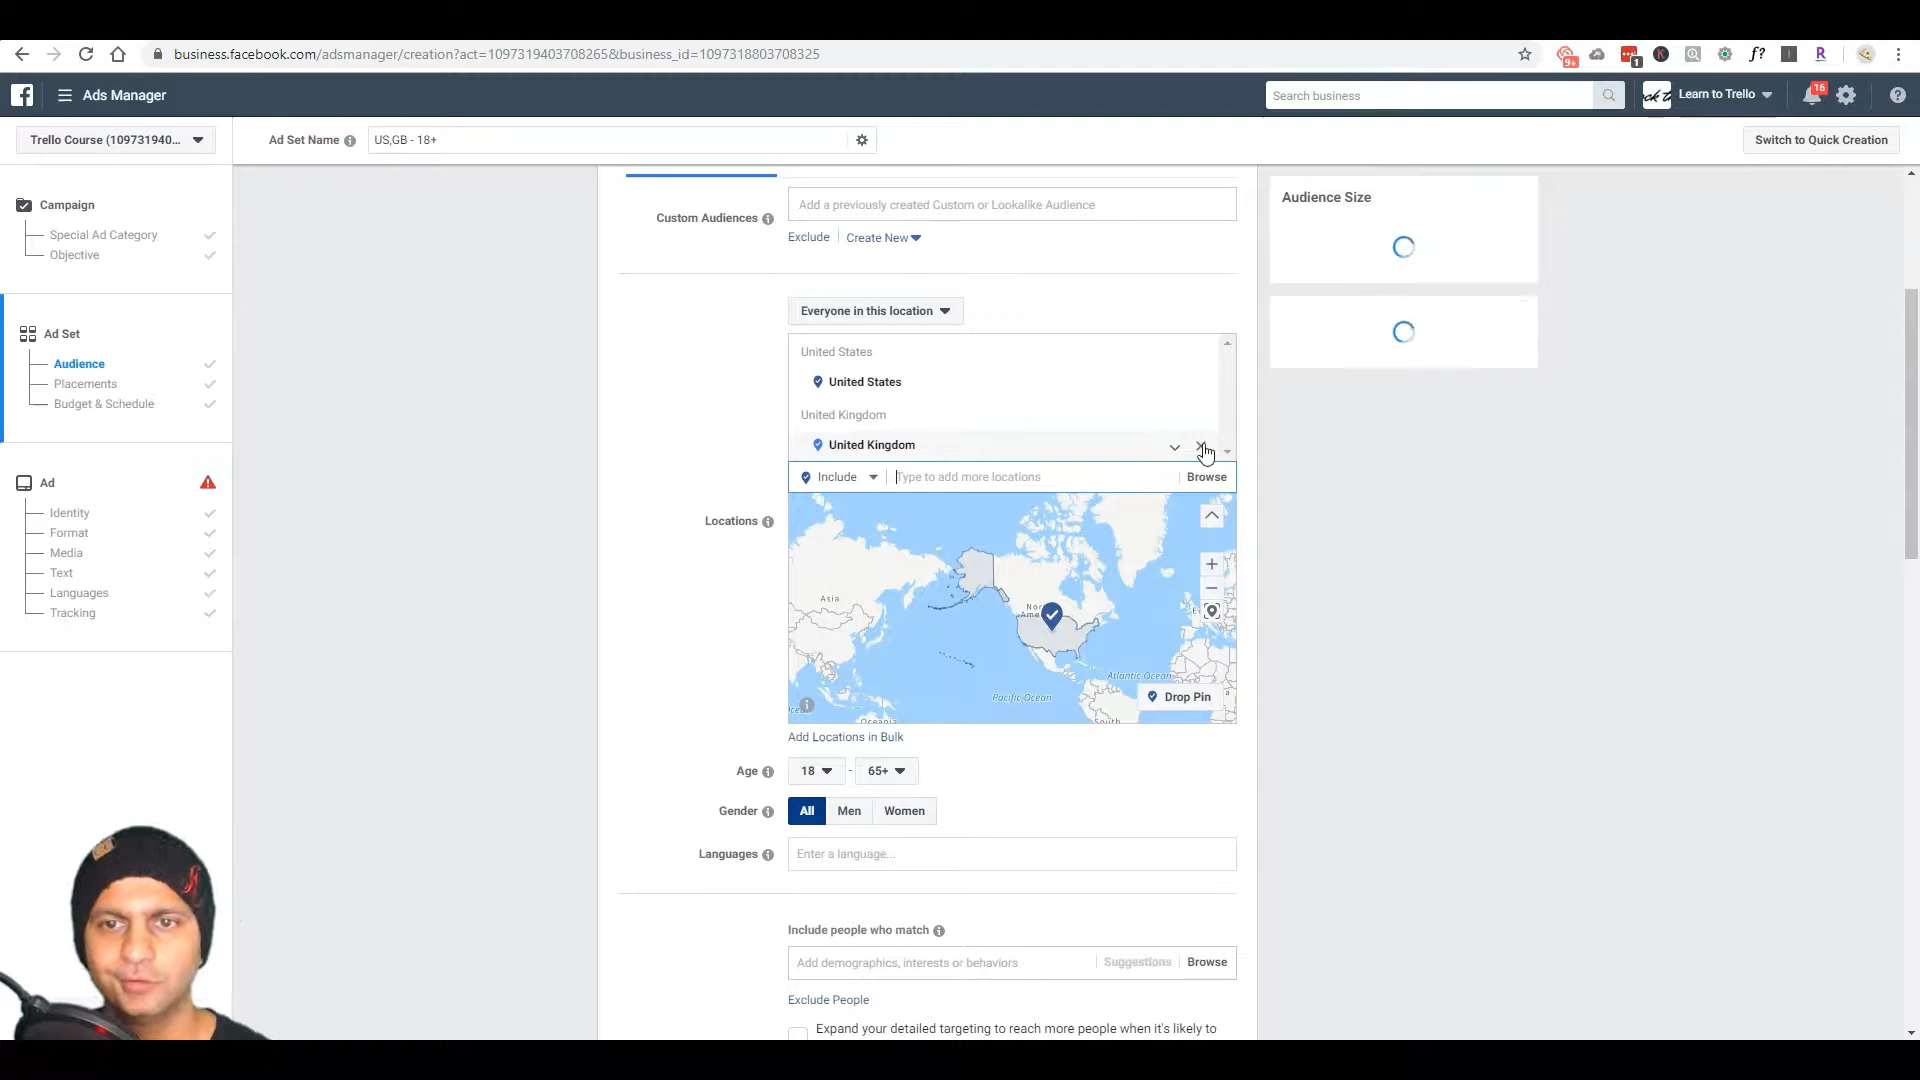 business.facebook.com/adsmanager/creation?act=1097319403708265&business_id=1097318803708325
9+
1
f?
R
Ads Manager
Search business
Learn to Trello
16
Trello Course (109731940...
Ad Set Name
US,GB - 18+
Switch to Quick Creation
Campaign
Special Ad Category
Objective
Ad Set
Audience
Placements
Budget & Schedule
Ad
Identity
Format
Media
Text
Languages
Tracking
Custom Audiences
Add a previously created Custom or Lookalike Audience
Exclude
Create New
Everyone in this location
United States
United States
United Kingdom
United Kingdom
Include
Type to add more locations
Browse
Locations
Asia
Atlantic Ocean
Pacific Ocean
Oceania
South
Drop Pin
Add Locations in Bulk
Age
18
-
65+
Gender
All
Men
Women
Languages
Enter a language...
Include people who match
Add demographics, interests or behaviors
Suggestions
Browse
Exclude People
Expand your detailed targeting to reach more people when it's likely to
Audience Size